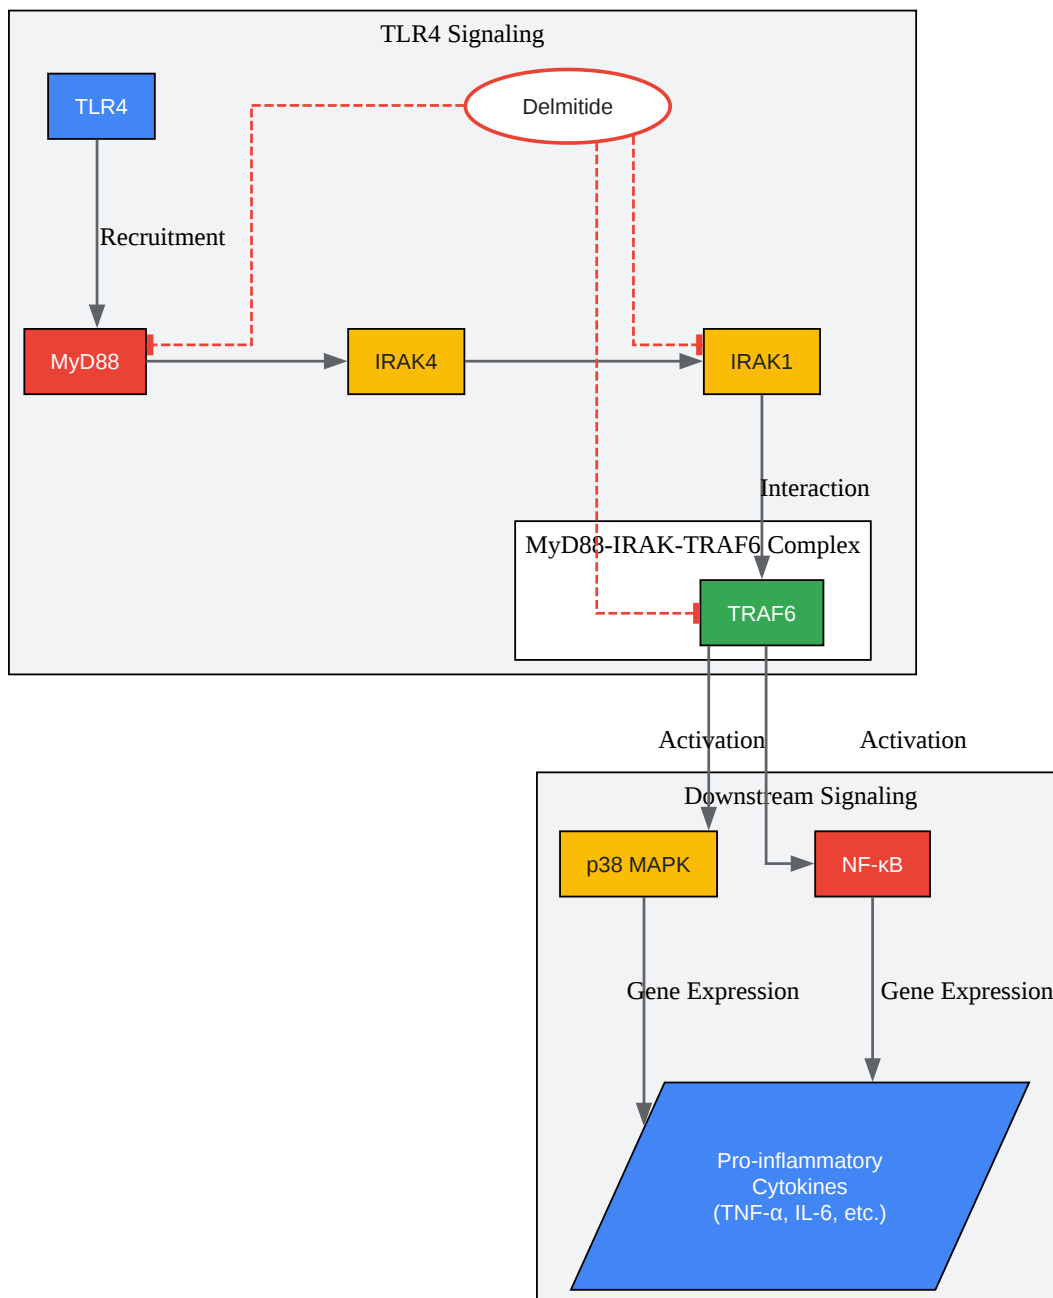 TLR4 Signaling
TLR4
Delmitide
Recruitment
MyD88
IRAK4
IRAK1
Interaction
MyD88-IRAK-TRAF6 Complex
TRAF6
Activation
Activation
Downstream Signaling
p38 MAPK
NF-κB
Gene Expression
Gene Expression
Pro-inflammatory
Cytokines
(TNF-α, IL-6, etc.)